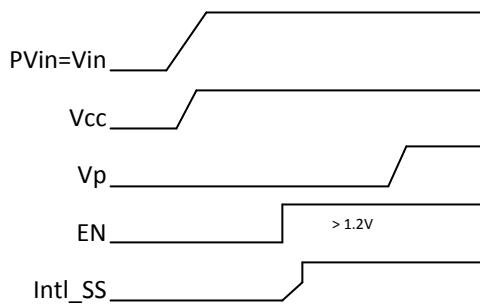 PVin=Vin
Vcc
Vp
EN
> 1.2V
Intl_SS